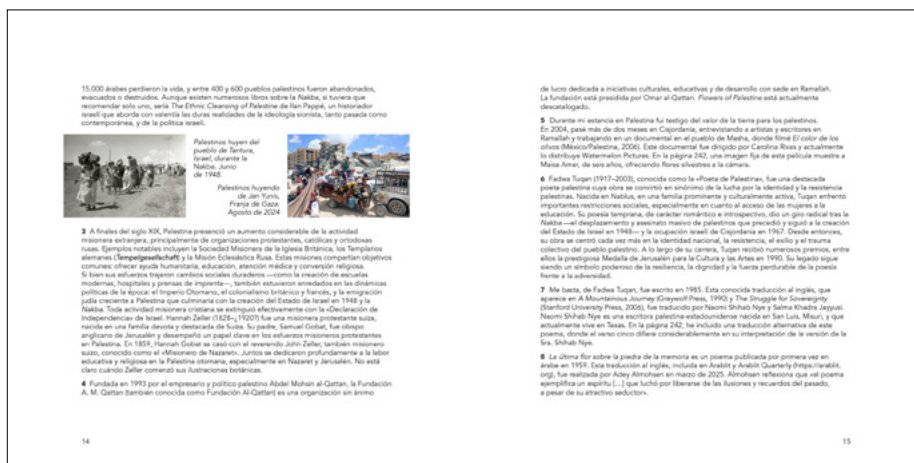 15.000 árabes perdieron la vida, y entre 400 y 600 pueblos palestinos fueron abandonados,
evacuados o destruidos. Aunque existen numerosos libros sobre la Nakba, si tuviera que
recomendar solo uno, sería The Ethnic Cleansing of Palestine de Ilan Pappé, un historiador
israelí que aborda con valentía las duras realidades de la ideología sionista, tanto pasada como
contemporánea, y de la política israelí.
Palestinos huyen del
pueblo de Tantura,
Israel, durante la
Nakba. Junio
de 1948.
Palestinos huyendo
de Jan Yunis,
Franja de Gaza.
Agosto de 2024
3 A finales del siglo XIX, Palestina presenció un aumento considerable de la actividad
misionera extranjera, principalmente de organizaciones protestantes, católicas y ortodoxas
rusas. Ejemplos notables incluyen la Sociedad Misionera de la Iglesia Británica, los Templarios
alemanes (Tempelgesellschaft) y la Misión Eclesiástica Rusa. Estas misiones compartían objetivos
comunes: ofrecer ayuda humanitaria, educación, atención médica y conversión religiosa.
Si bien sus esfuerzos trajeron cambios sociales duraderos —como la creación de escuelas
modernas, hospitales y prensas de imprenta—, también estuvieron enredados en las dinámicas
políticas de la época: el Imperio Otomano, el colonialismo británico y francés, y la emigración
judía creciente a Palestina que culminaría con la creación del Estado de Israel en 1948 y la
Nakba. Toda actividad misionera cristiana se extinguió efectivamente con la «Declaración de
Independencia» de Israel. Hannah Zeller (1828–¿1920?) fue una misionera protestante suiza,
nacida en una familia devota y destacada de Suiza. Su padre, Samuel Gobat, fue obispo
anglicano de Jerusalén y desempeñó un papel clave en los esfuerzos misioneros protestantes
en Palestina. En 1859, Hannah Gobat se casó con el reverendo John Zeller, también misionero
suizo, conocido como el «Misionero de Nazaret». Juntos se dedicaron profundamente a la labor
educativa y religiosa en la Palestina otomana, especialmente en Nazaret y Jerusalén. No está
claro cuándo Zeller comenzó sus ilustraciones botánicas.
4 Fundada en 1993 por el empresario y político palestino Abdel Mohsin al-Qattan, la Fundación
A. M. Qattan (también conocida como Fundación Al-Qattan) es una organización sin ánimo
14
de lucro dedicada a iniciativas culturales, educativas y de desarrollo con sede en Ramallah.
La fundación está presidida por Omar al-Qattan. Flowers of Palestine está actualmente
descatalogado.
5 Durante mi estancia en Palestina fui testigo del valor de la tierra para los palestinos.
En 2004, pasé más de dos meses en Cisjordania, entrevistando a artistas y escritores en
Ramallah y trabajando en un documental en el pueblo de Masha, donde filmé El color de los
olivos (México/Palestina, 2006). Este documental fue dirigido por Carolina Rivas y actualmente
lo distribuye Watermelon Pictures. En la página 242, una imagen fija de esta película muestra a
Maisa Amer, de seis años, ofreciendo flores silvestres a la cámara.
6 Fadwa Tuqan (1917–2003), conocida como la «Poeta de Palestina», fue una destacada
poeta palestina cuya obra se convirtió en sinónimo de la lucha por la identidad y la resistencia
palestinas. Nacida en Nablus, en una familia prominente y culturalmente activa, Tuqan enfrentó
importantes restricciones sociales, especialmente en cuanto al acceso de las mujeres a la
educación. Su poesía temprana, de carácter romántico e introspectivo, dio un giro radical tras la
Nakba —el desplazamiento y asesinato masivo de palestinos que precedió y siguió a la creación
del Estado de Israel en 1948— y la ocupación israelí de Cisjordania en 1967. Desde entonces,
su obra se centró cada vez más en la identidad nacional, la resistencia, el exilio y el trauma
colectivo del pueblo palestino. A lo largo de su carrera, Tuqan recibió numerosos premios, entre
ellos la prestigiosa Medalla de Jerusalén para la Cultura y las Artes en 1990. Su legado sigue
siendo un símbolo poderoso de la resiliencia, la dignidad y la fuerza perdurable de la poesía
frente a la adversidad.
7 Me basta, de Fadwa Tuqan, fue escrito en 1985. Esta conocida traducción al inglés, que
aparece en A Mountainous Journey (Graywolf Press, 1990) y The Struggle for Sovereignty
(Stanford University Press, 2006), fue traducido por Naomi Shihab Nye y Salma Khadra Jayyusi.
Naomi Shihab Nye es una escritora palestina-estadounidense nacida en San Luis, Misuri, y que
actualmente vive en Texas. En la página 242, he incluido una traducción alternativa de este
poema, donde el verso cinco difiere considerablemente en su interpretación de la versión de la
Sra. Shihab Nye.
8 La última flor sobre la piedra de la memoria es un poema publicado por primera vez en
árabe en 1959. Esta traducción al inglés, incluida en Arablit y Arablit Quarterly (https://arablit.
org), fue realizada por Adey Almohsen en marzo de 2025. Almohsen reflexiona que «el poema
ejemplifica un espíritu [...] que luchó por liberarse de las ilusiones y recuerdos del pasado,
a pesar de su atractivo seductor».
15